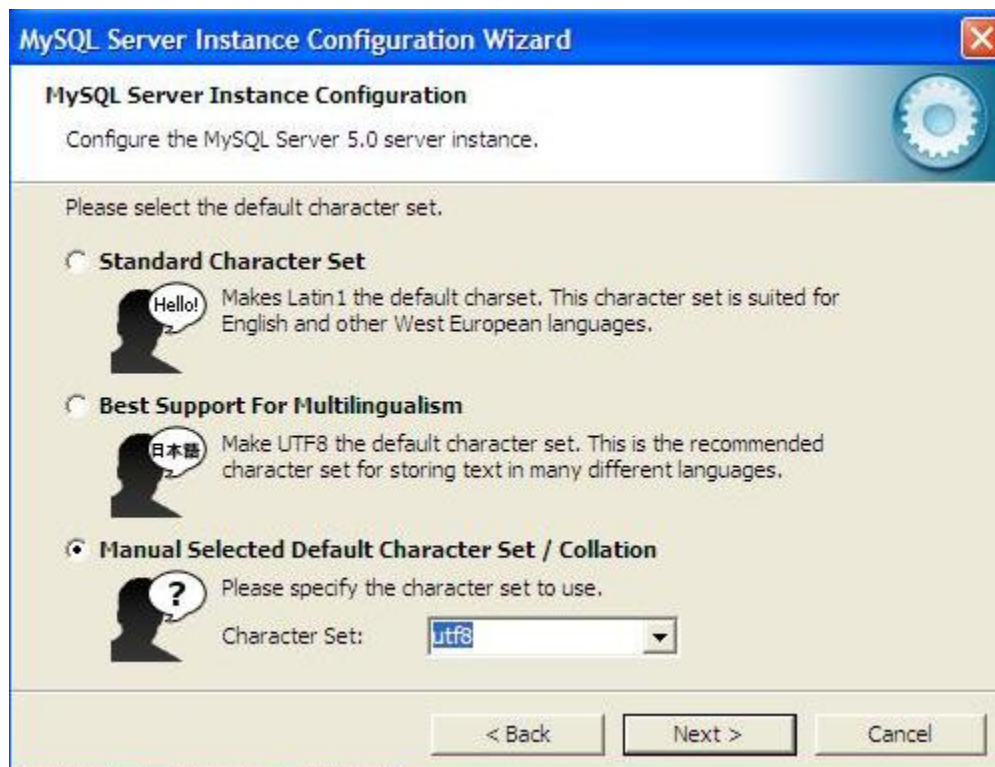 MySQL Server Instance Configuration Wizard
MySQL Server Instance Configuration
Configure the MySQL Server 5.0 server instance.
Please select the default character set.
Standard Character Set
Hello!
Makes Latin1 the default charset. This character set is suited for
English and other West European languages.
Best Support For Multilingualism
日本語
Make UTF8 the default character set. This is the recommended
character set for storing text in many different languages.
Manual Selected Default Character Set / Collation
?
Please specify the character set to use.
Character Set: utf8
< Back Next > Cancel